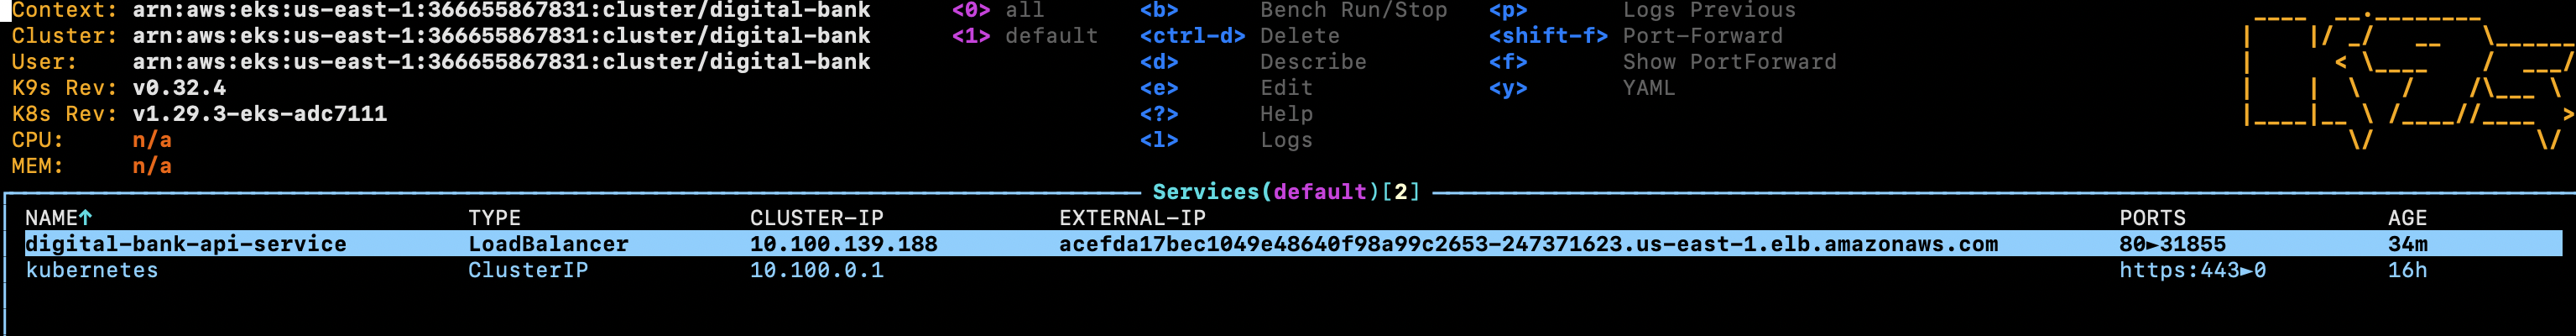 Context: arn:aws:eks:us-east-1:366655867831:cluster/digital-bank <0> all <b> Bench Run/Stop <p> Logs Previous
Cluster: arn:aws:eks:us-east-1:366655867831:cluster/digital-bank <1> default <ctrl-d> Delete <shift-f> Port-Forward
User: arn:aws:eks:us-east-1:366655867831:cluster/digital-bank <d> Describe <f> Show PortForward
K9s Rev: v0.32.4 <e> Edit <y> YAML
K8s Rev: v1.29.3-eks-adc7111 <?> Help
CPU: n/a <l> Logs
MEM: n/a
Services(default)[2]
NAME↑ TYPE CLUSTER-IP EXTERNAL-IP PORTS AGE
digital-bank-api-service LoadBalancer 10.100.139.188 acefda17bec1049e48640f98a99c2653-247371623.us-east-1.elb.amazonaws.com 80►31855 34m
kubernetes ClusterIP 10.100.0.1 https:443►0 16h